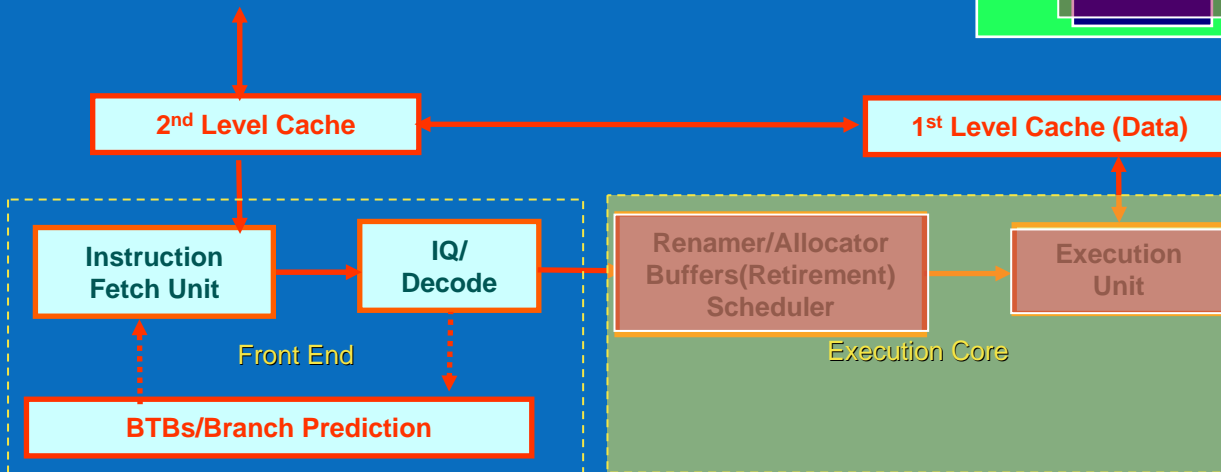 2nd Level Cache
1st Level Cache (Data)
Instruction
Fetch Unit
IQ/
Decode
Renamer/Allocator
Buffers(Retirement)
Scheduler
Execution
Unit
Front End
Execution Core
BTBs/Branch Prediction